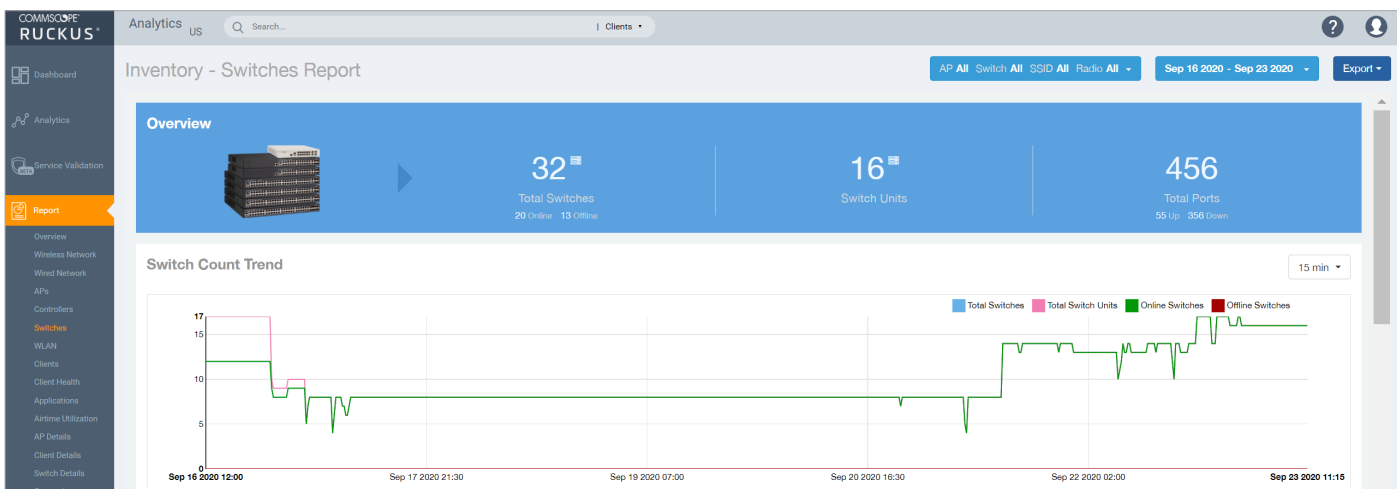 COMMSCOPE®
RUCKUS®
Analytics US
Search...
| Clients
?
Dashboard
Analytics
BETA
Service Validation
Report
Overview
Wireless Network
Wired Network
APs
Controllers
Switches
WLAN
Clients
Client Health
Applications
Airtime Utilization
AP Details
Client Details
Switch Details
Inventory - Switches Report
AP All Switch All SSID All Radio All
Sep 16 2020 - Sep 23 2020
Export
Overview
32
Total Switches
20 Online 13 Offline
16
Switch Units
456
Total Ports
55 Up 356 Down
Switch Count Trend
15 min
Total Switches Total Switch Units Online Switches Offline Switches
17
15
10
5
0
Sep 16 2020 12:00 Sep 17 2020 21:30 Sep 19 2020 07:00 Sep 20 2020 16:30 Sep 22 2020 02:00 Sep 23 2020 11:15